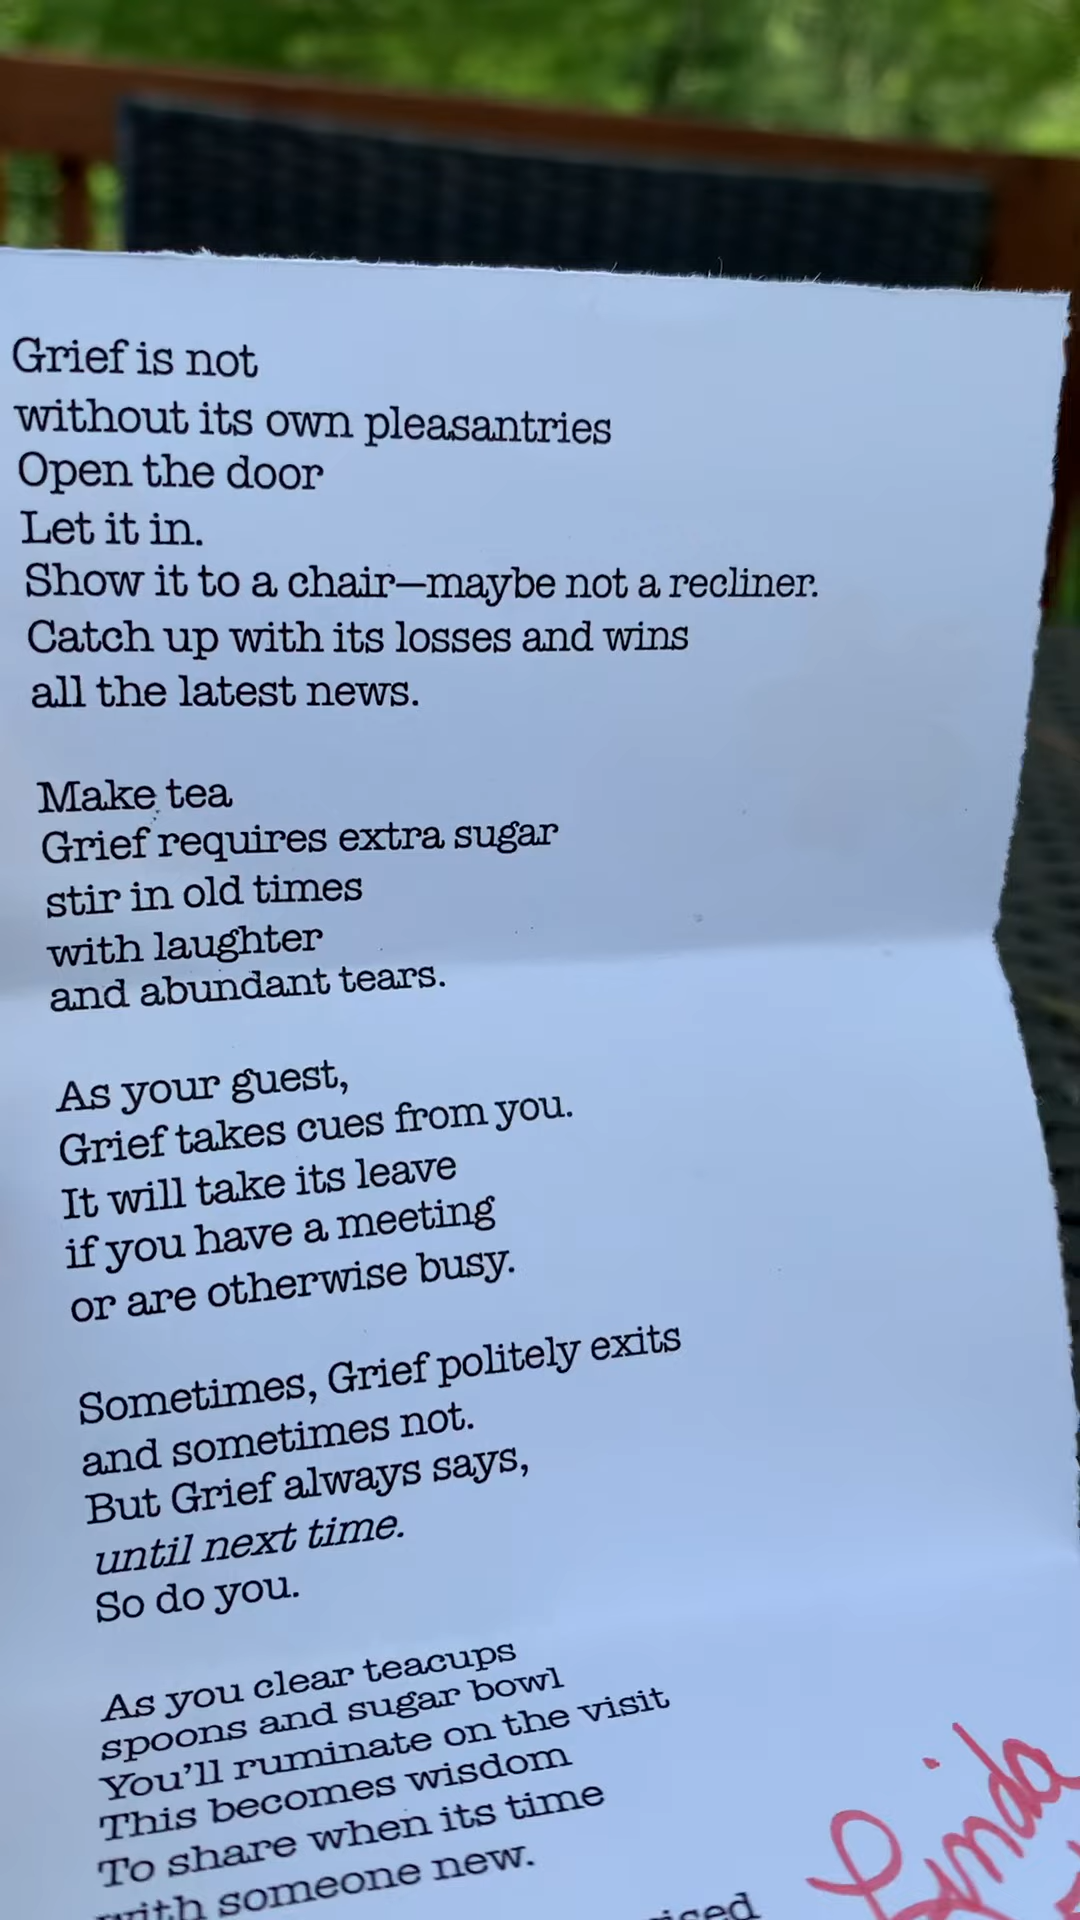 Grief is not
without its own pleasantries
Open the door
Let it in.
Show it to a chair—maybe not a recliner.
Catch up with its losses and wins
all the latest news.
Make tea
Grief requires extra sugar
stir in old times
with laughter
and abundant tears.
As your guest,
Grief takes cues from you.
It will take its leave
if you have a meeting
or are otherwise busy.
Sometimes, Grief politely exits
and sometimes not.
But Grief always says,
until next time.
So do you.
As you clear teacups
spoons and sugar bowl
You'll ruminate on the visit
This becomes wisdom
To share when its time
with someone new.
Linda